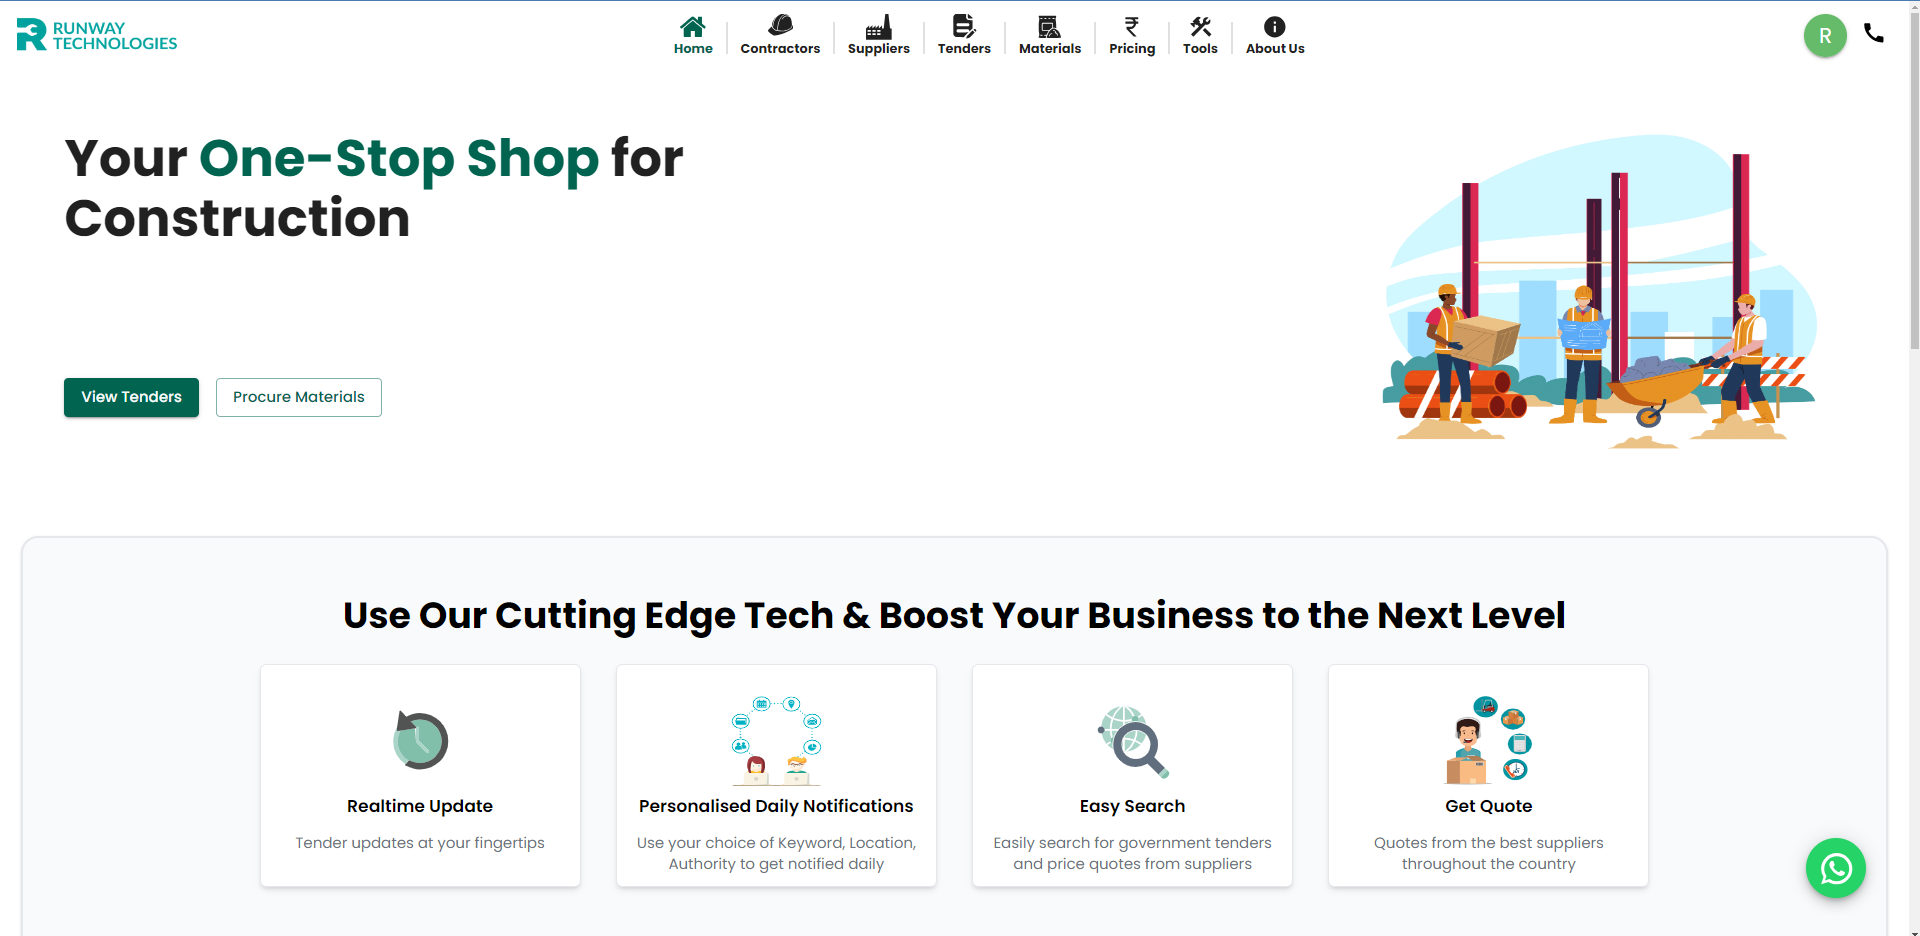 RUNWAY
TECHNOLOGIES
Home
Contractors
Suppliers
Tenders
Materials
Pricing
Tools
About Us
R
Your One-Stop Shop for
Construction
View Tenders
Procure Materials
Use Our Cutting Edge Tech & Boost Your Business to the Next Level
Realtime Update
Tender updates at your fingertips
Personalised Daily Notifications
Use your choice of Keyword, Location,
Authority to get notified daily
Easy Search
Easily search for government tenders
and price quotes from suppliers
Get Quote
Quotes from the best suppliers
throughout the country